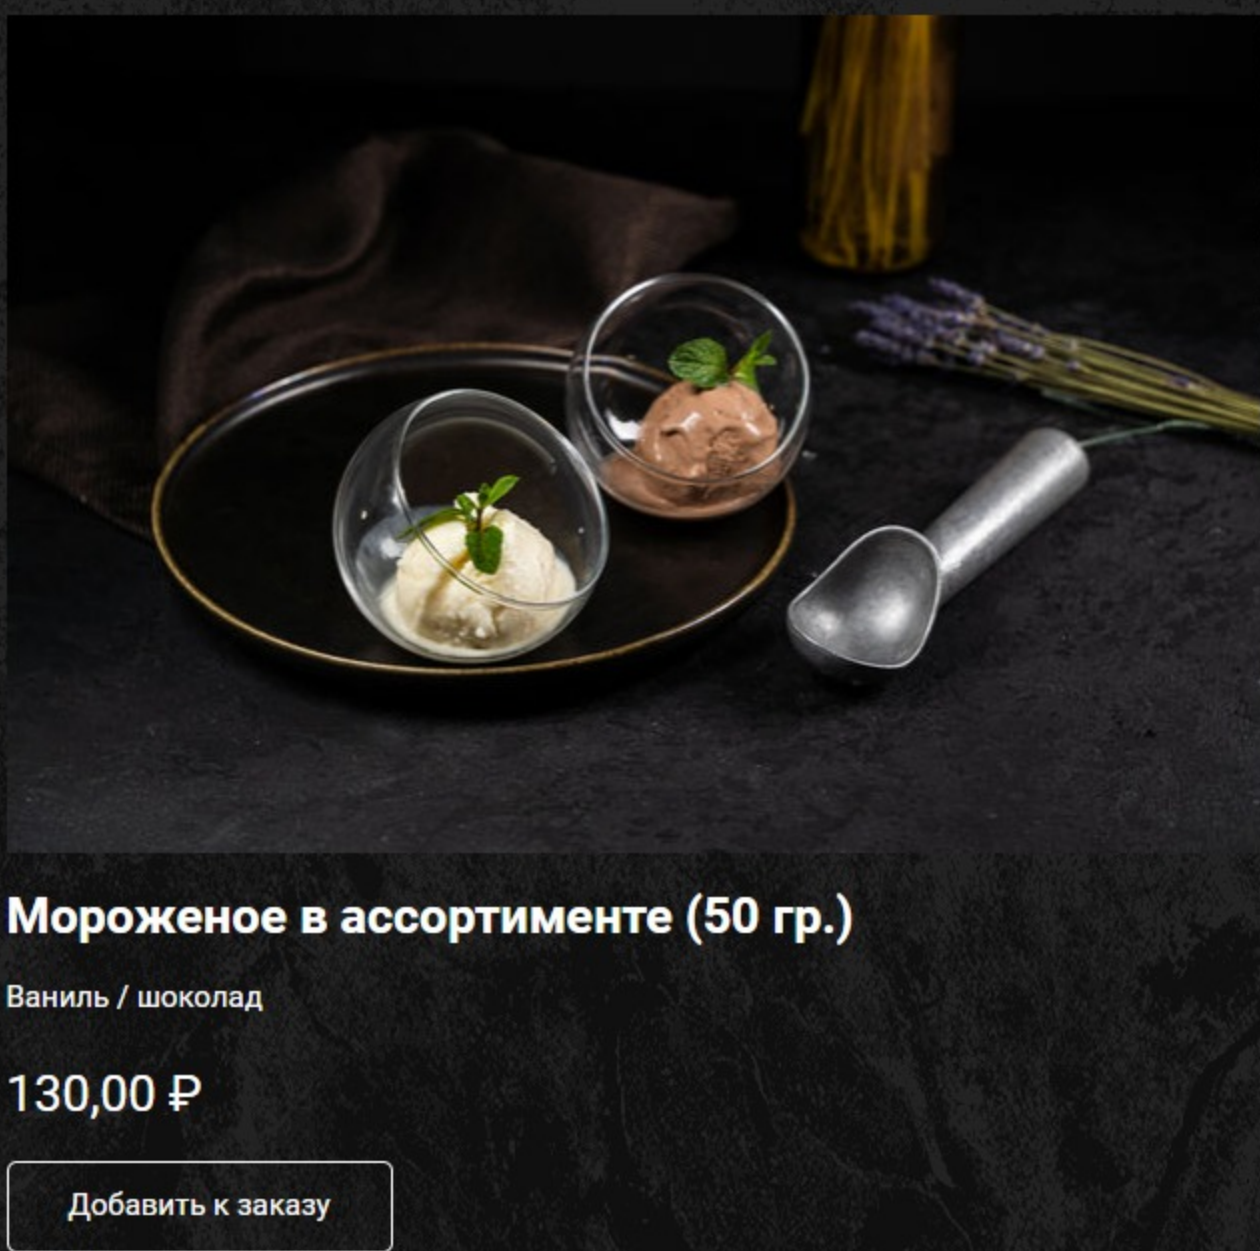 Мороженое в ассортименте (50 гр.)
Ваниль / шоколад
130,00 ₽
Добавить к заказу